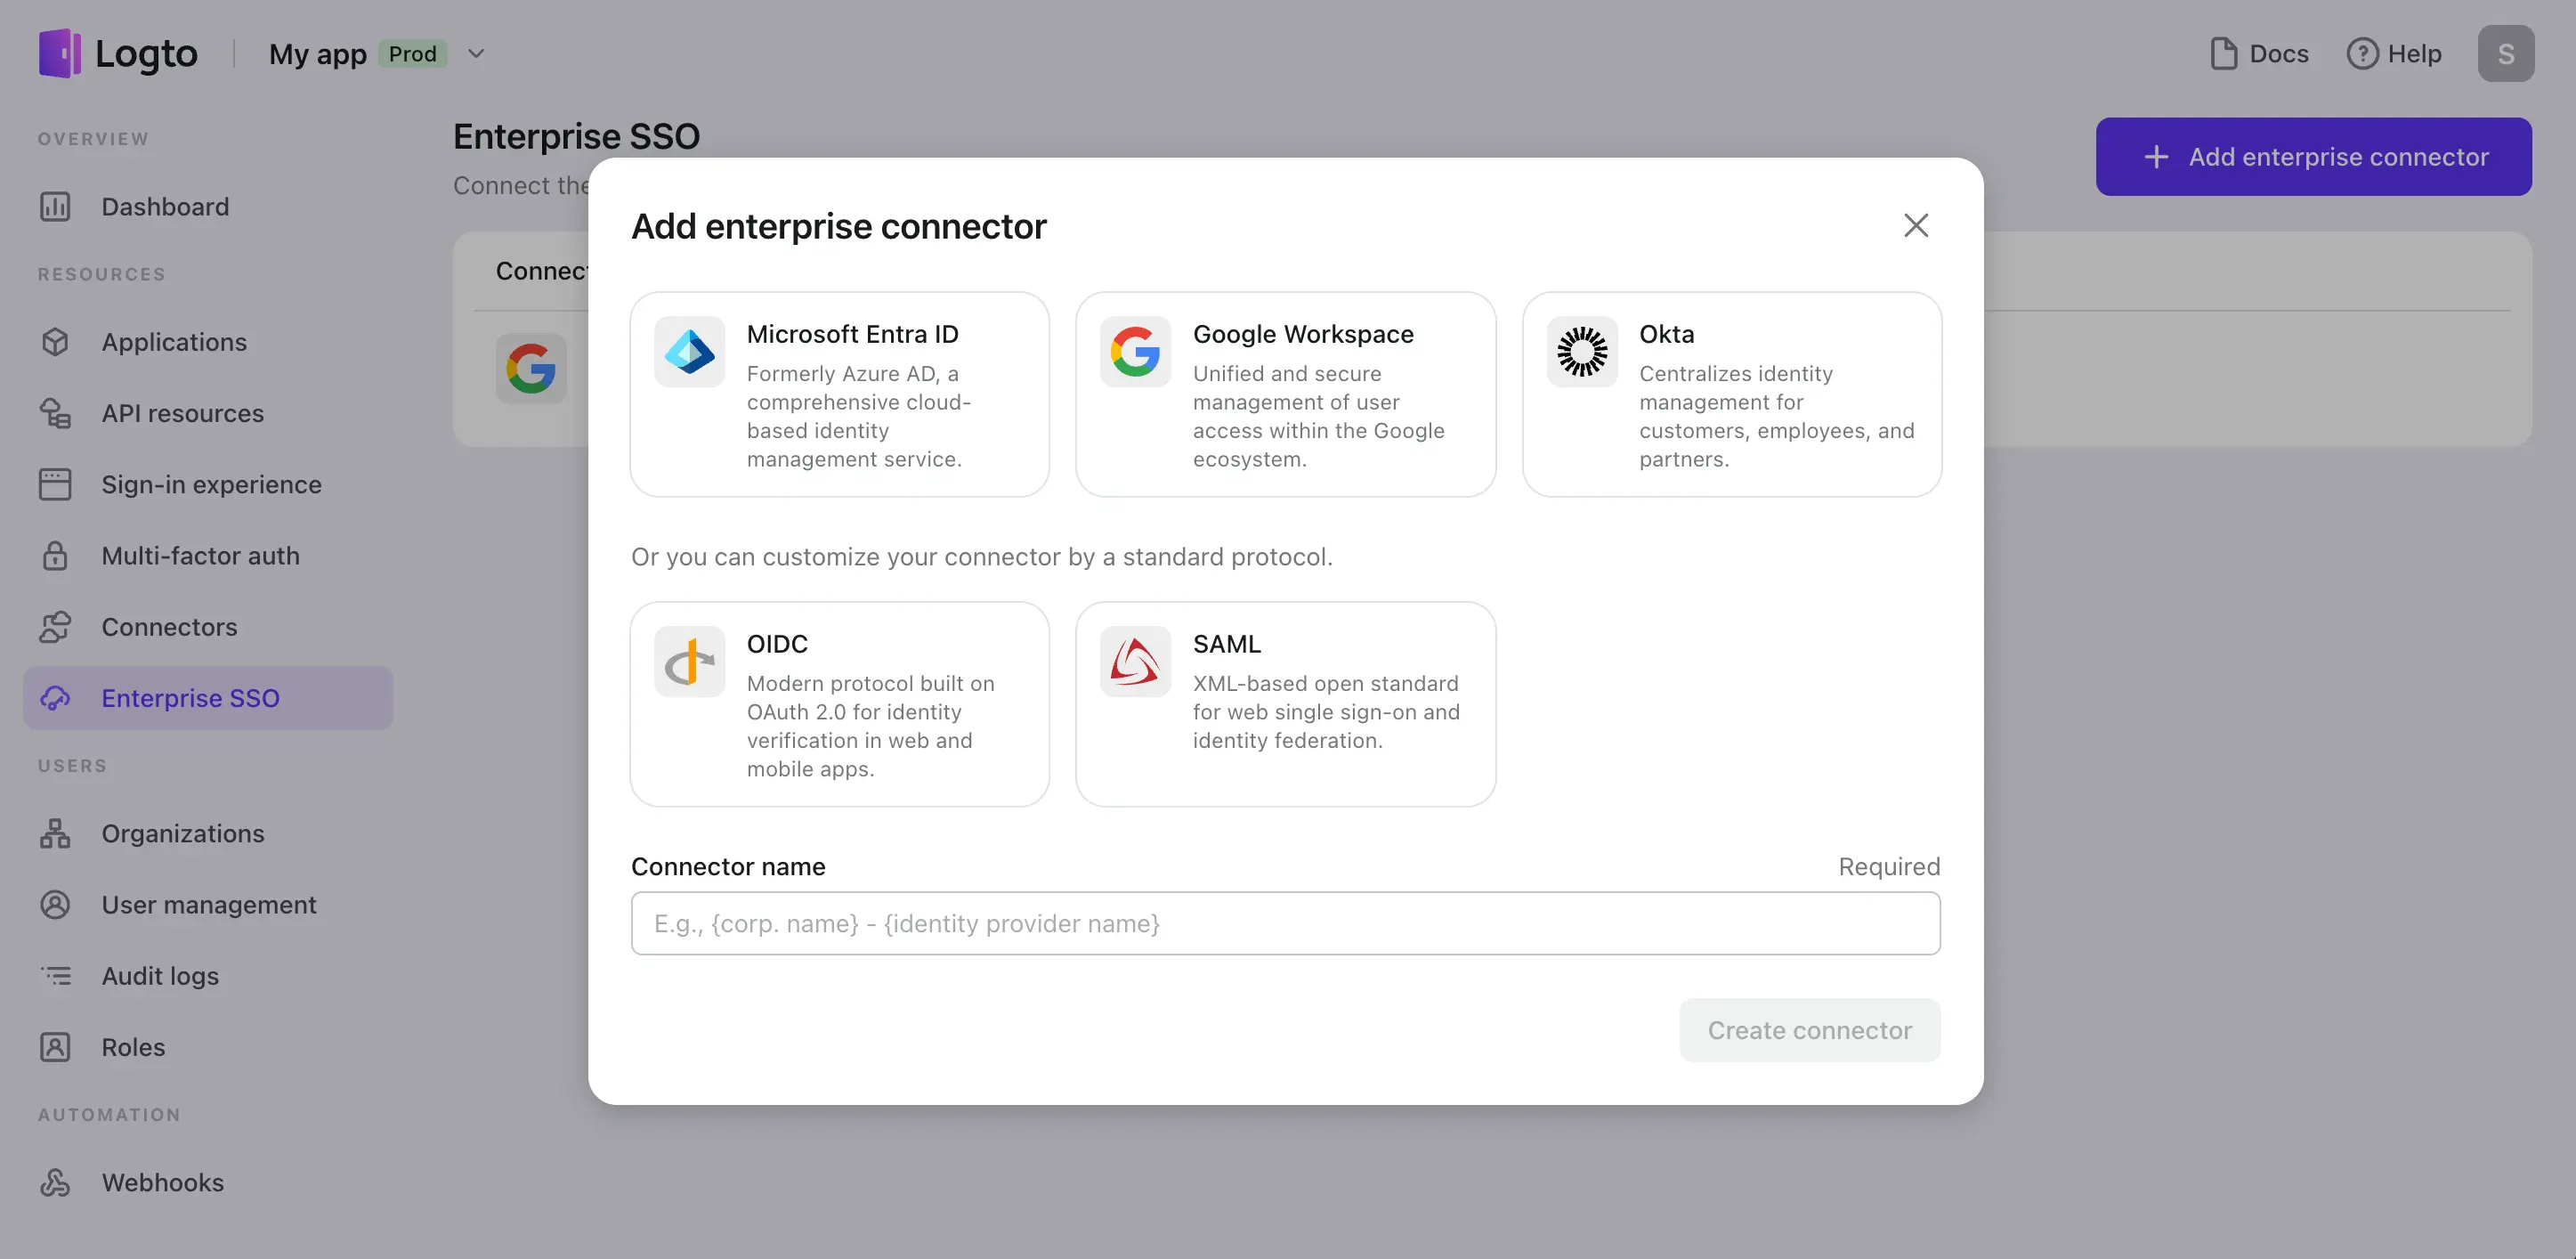 Logto
My app Prod
Docs
Help
S
OVERVIEW
Dashboard
RESOURCES
Applications
API resources
Sign-in experience
Multi-factor auth
Connectors
Enterprise SSO
USERS
Organizations
User management
Audit logs
Roles
AUTOMATION
Webhooks
Enterprise SSO
Connect the
+ Add enterprise connector
Add enterprise connector
Microsoft Entra ID
Formerly Azure AD, a
comprehensive cloud-
based identity
management service.
Google Workspace
Unified and secure
management of user
access within the Google
ecosystem.
Okta
Centralizes identity
management for
customers, employees, and
partners.
Or you can customize your connector by a standard protocol.
OIDC
Modern protocol built on
OAuth 2.0 for identity
verification in web and
mobile apps.
SAML
XML-based open standard
for web single sign-on and
identity federation.
Connector name
Required
E.g., {corp. name} - {identity provider name}
Create connector